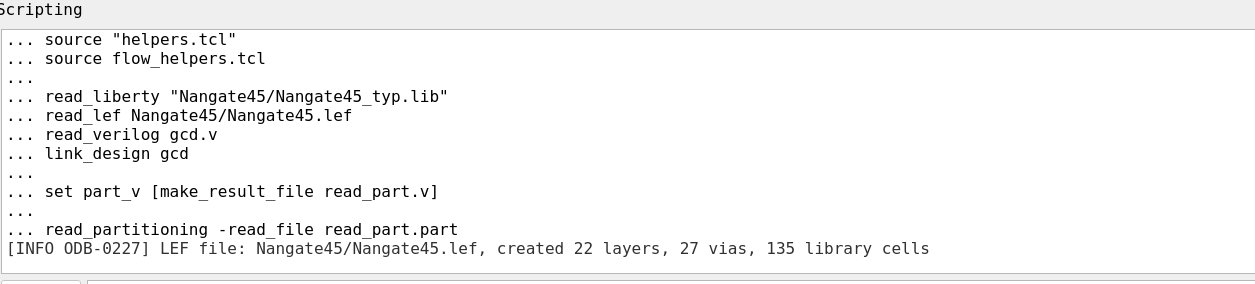 Scripting
... source "helpers.tcl"
... source flow_helpers.tcl
...
... read_liberty "Nangate45/Nangate45_typ.lib"
... read_lef Nangate45/Nangate45.lef
... read_verilog gcd.v
... link_design gcd
...
... set part_v [make_result_file read_part.v]
...
... read_partitioning -read_file read_part.part
[INFO ODB-0227] LEF file: Nangate45/Nangate45.lef, created 22 layers, 27 vias, 135 library cells